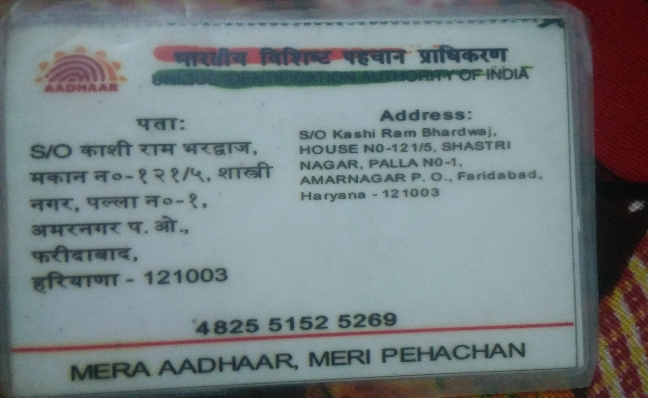 भारतीय विशिष्ट पहचान प्राधिकरण
UNIQUE IDENTIFICATION AUTHORITY OF INDIA
AADHAAR
पता:
S/O काशी राम भरद्वाज,
मकान न०-१२१/५, शास्त्री
नगर, पल्ला न०-१,
अमरनगर प. ओ.,
फरीदाबाद,
हरियाणा - 121003
Address:
S/O Kashi Ram Bhardwaj,
HOUSE N0-121/5, SHASTRI
NAGAR, PALLA N0-1,
AMARNAGAR P. O., Faridabad,
Haryana - 121003
4825 5152 5269
MERA AADHAAR, MERI PEHACHAN